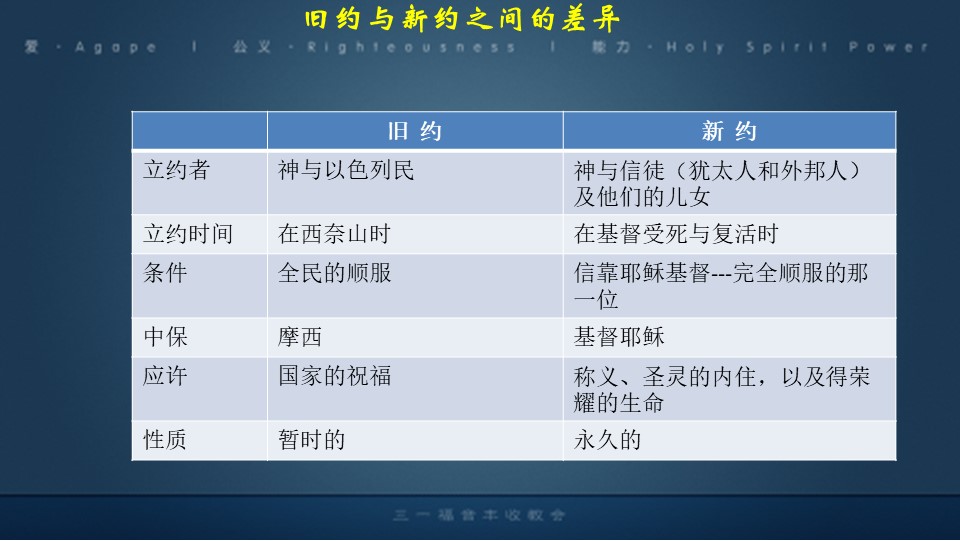 旧约与新约之间的差异
爱 · Agape | 公义 · Righteousness | 能力 · Holy Spirit Power
旧 约 新 约
立约者 神与以色列民 神与信徒（犹太人和外邦人）
及他们的儿女
立约时间 在西奈山时 在基督受死与复活时
条件 全民的顺服 信靠耶稣基督---完全顺服的那
一位
中保 摩西 基督耶稣
应许 国家的祝福 称义、圣灵的内住，以及得荣
耀的生命
性质 暂时的 永久的
三一福音丰收教会